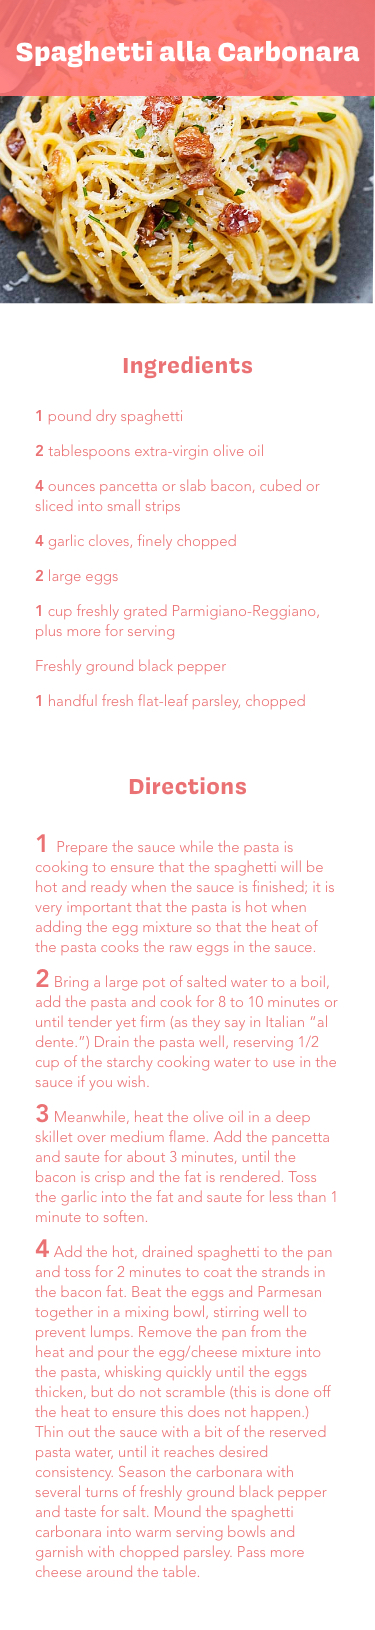 Spaghetti alla Carbonara
Ingredients
1 pound dry spaghetti
2 tablespoons extra-virgin olive oil
4 ounces pancetta or slab bacon, cubed or
sliced into small strips
4 garlic cloves, finely chopped
2 large eggs
1 cup freshly grated Parmigiano-Reggiano,
plus more for serving
Freshly ground black pepper
1 handful fresh flat-leaf parsley, chopped
Directions
1 Prepare the sauce while the pasta is
cooking to ensure that the spaghetti will be
hot and ready when the sauce is finished; it is
very important that the pasta is hot when
adding the egg mixture so that the heat of
the pasta cooks the raw eggs in the sauce.
2 Bring a large pot of salted water to a boil,
add the pasta and cook for 8 to 10 minutes or
until tender yet firm (as they say in Italian “al
dente.”) Drain the pasta well, reserving 1/2
cup of the starchy cooking water to use in the
sauce if you wish.
3 Meanwhile, heat the olive oil in a deep
skillet over medium flame. Add the pancetta
and saute for about 3 minutes, until the
bacon is crisp and the fat is rendered. Toss
the garlic into the fat and saute for less than 1
minute to soften.
4 Add the hot, drained spaghetti to the pan
and toss for 2 minutes to coat the strands in
the bacon fat. Beat the eggs and Parmesan
together in a mixing bowl, stirring well to
prevent lumps. Remove the pan from the
heat and pour the egg/cheese mixture into
the pasta, whisking quickly until the eggs
thicken, but do not scramble (this is done off
the heat to ensure this does not happen.)
Thin out the sauce with a bit of the reserved
pasta water, until it reaches desired
consistency. Season the carbonara with
several turns of freshly ground black pepper
and taste for salt. Mound the spaghetti
carbonara into warm serving bowls and
garnish with chopped parsley. Pass more
cheese around the table.